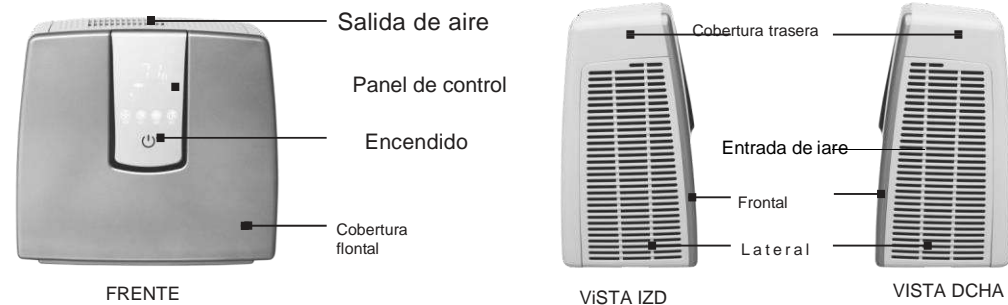 Salida de aire
Panel de control
Encendido
Cobertura
flontal
FRENTE
Cobertura trasera
Entrada de iare
Frontal
Lateral
ViSTA IZD
VISTA DCHA